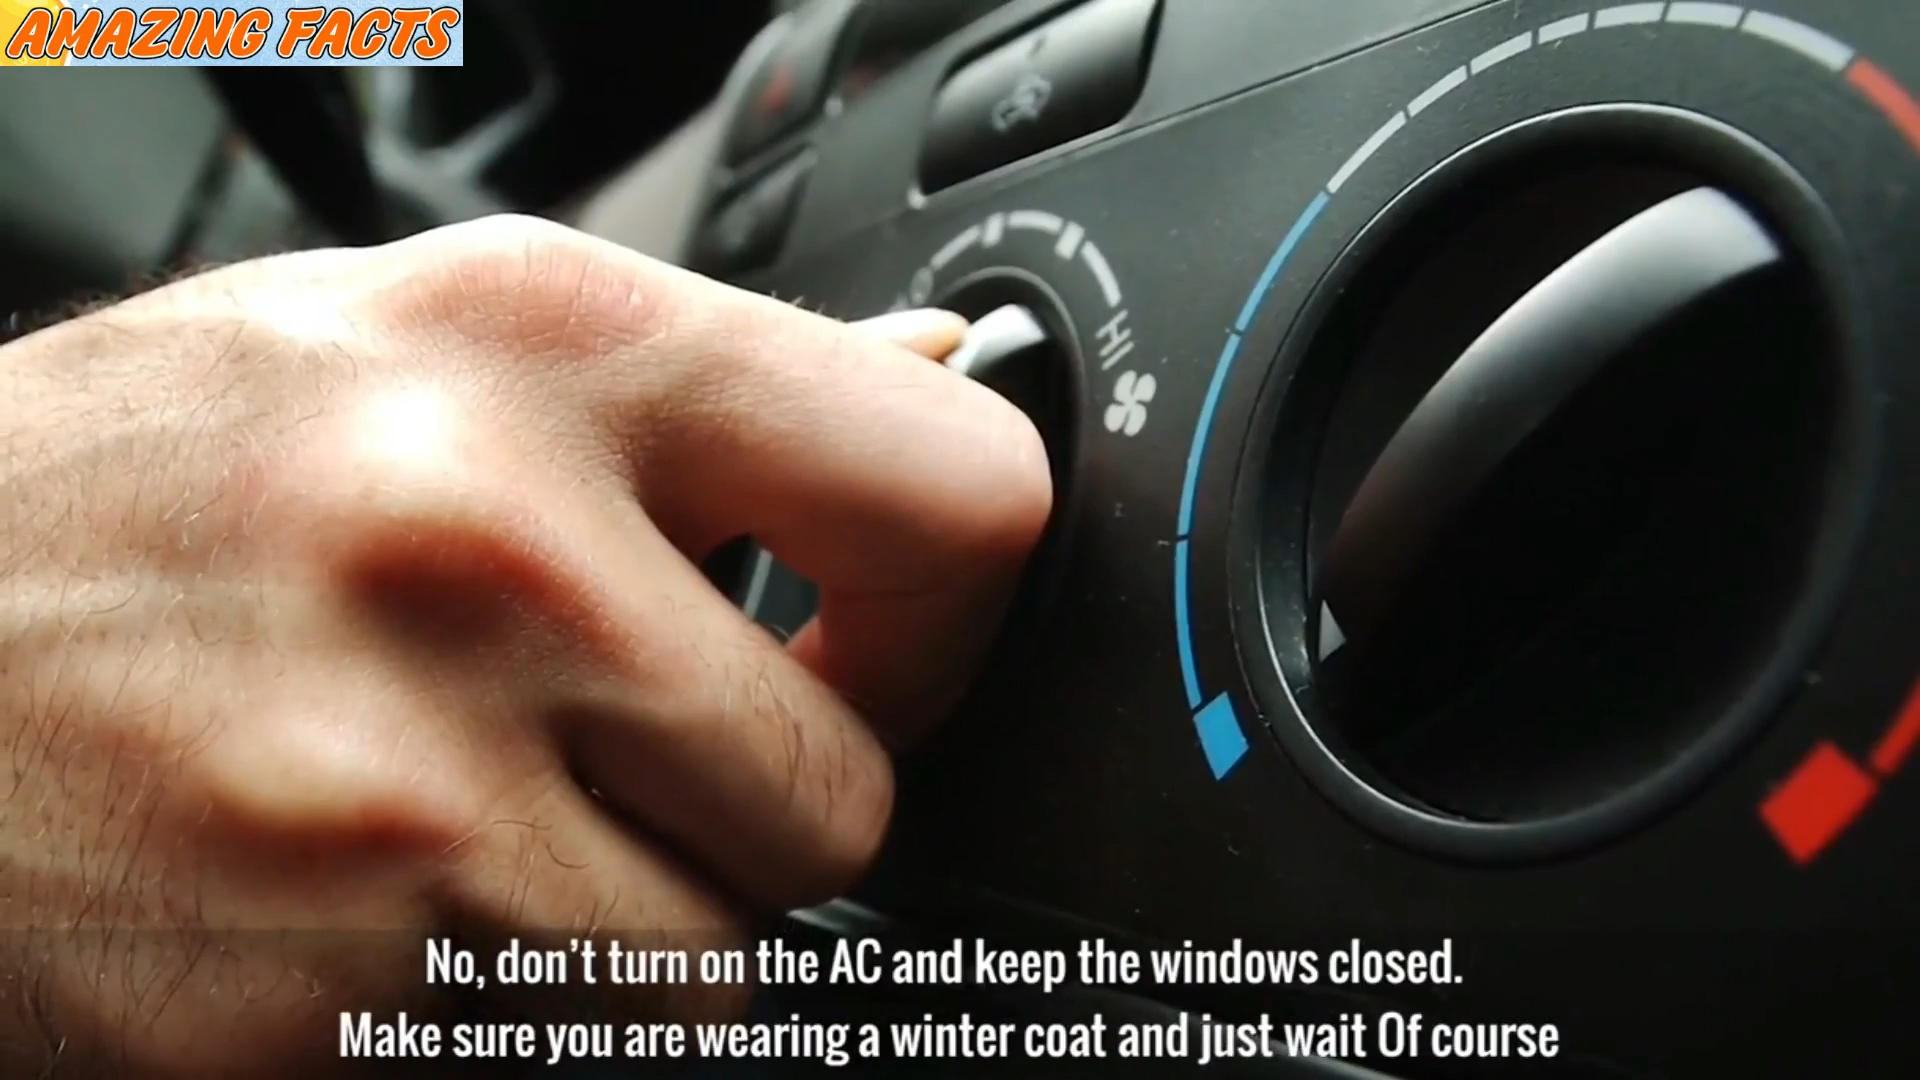 AMAZING FACTS
HI
No, don’t turn on the AC and keep the windows closed.
Make sure you are wearing a winter coat and just wait Of course